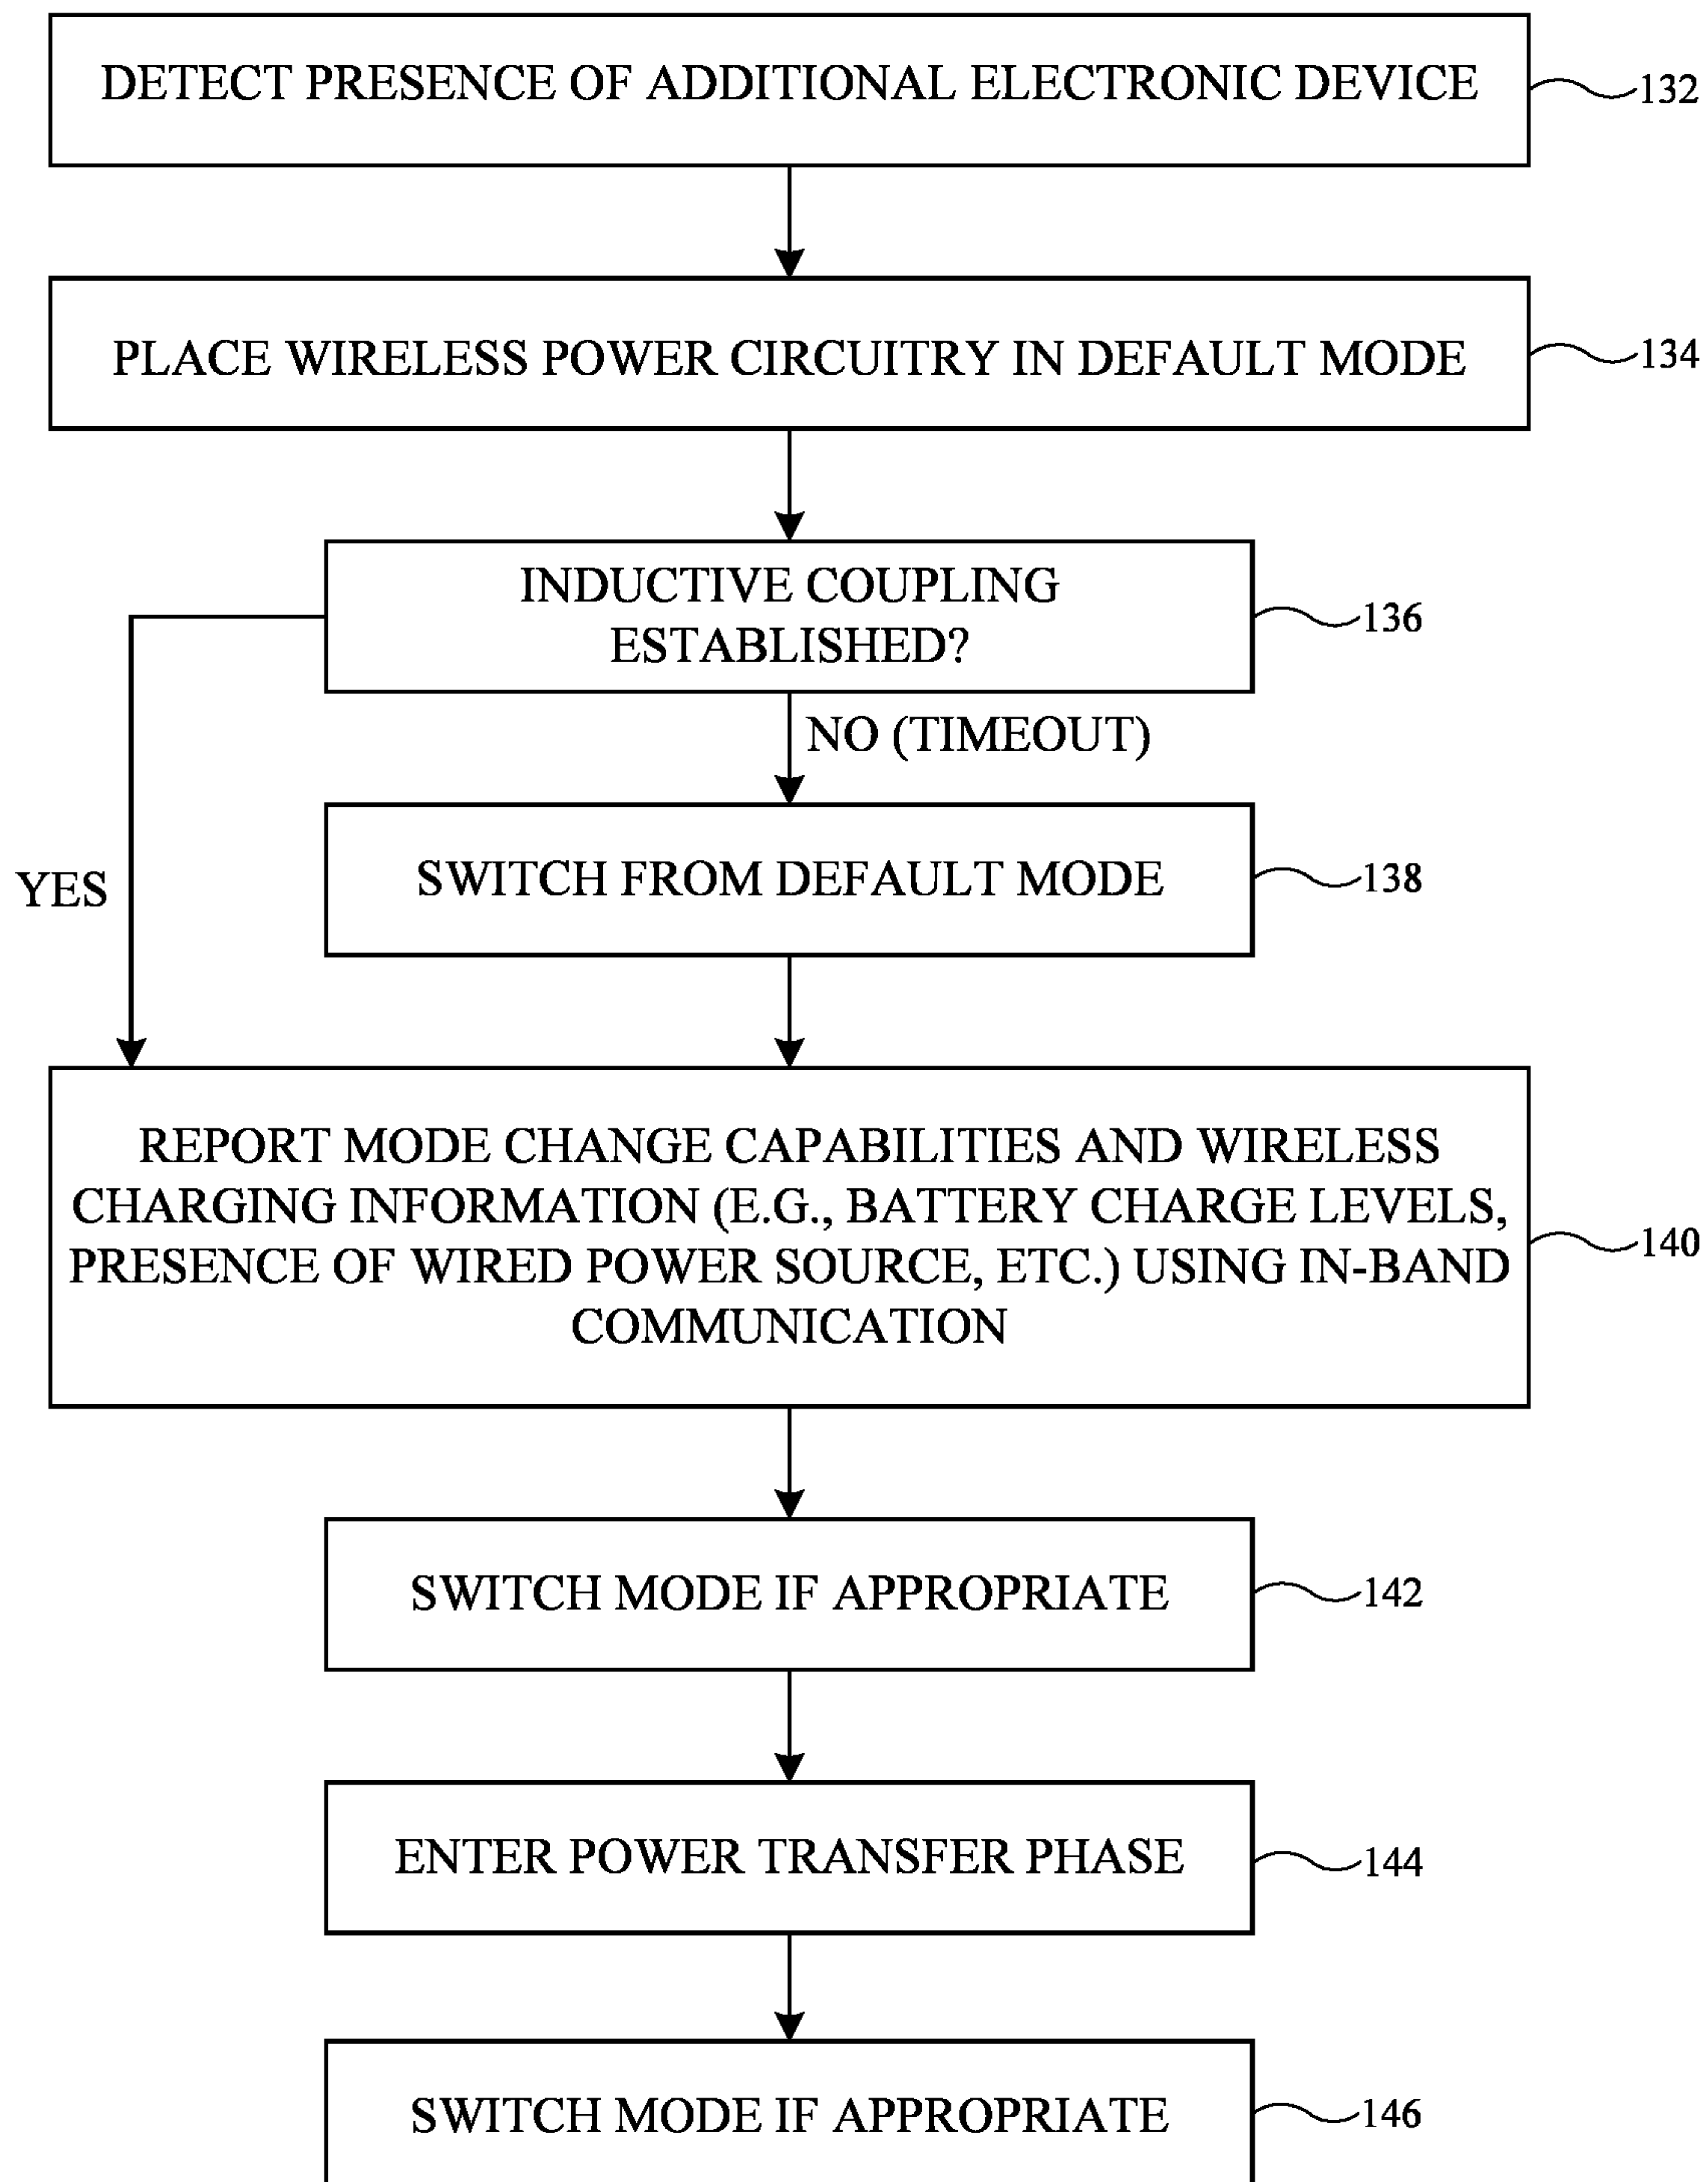 DETECT PRESENCE OF ADDITIONAL ELECTRONIC DEVICE
132
PLACE WIRELESS POWER CIRCUITRY IN DEFAULT MODE
134
INDUCTIVE COUPLING
ESTABLISHED?
136
NO (TIMEOUT)
YES
SWITCH FROM DEFAULT MODE
138
REPORT MODE CHANGE CAPABILITIES AND WIRELESS
CHARGING INFORMATION (E.G., BATTERY CHARGE LEVELS,
PRESENCE OF WIRED POWER SOURCE, ETC.) USING IN-BAND
COMMUNICATION
140
SWITCH MODE IF APPROPRIATE
142
ENTER POWER TRANSFER PHASE
144
SWITCH MODE IF APPROPRIATE
146